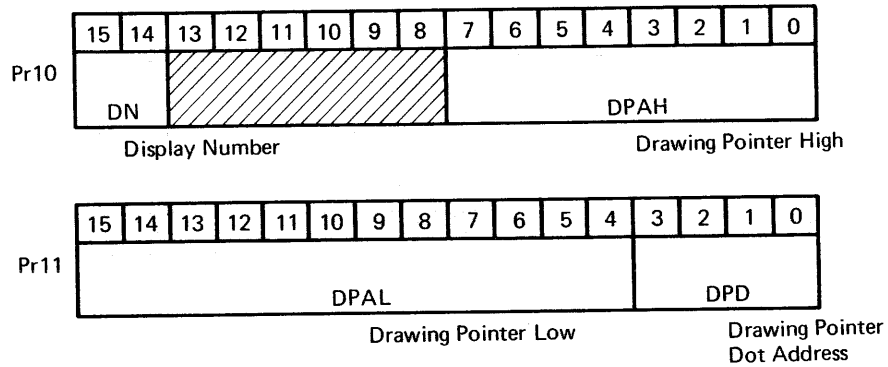 15 14 13 12 11 10 9 8 7 6 5 4 3 2 1 0
Pr10
DN DPAH
Display Number Drawing Pointer High
15 14 13 12 11 10 9 8 7 6 5 4 3 2 1 0
Pr11
DPAL DPD
Drawing Pointer Low Drawing Pointer
Dot Address